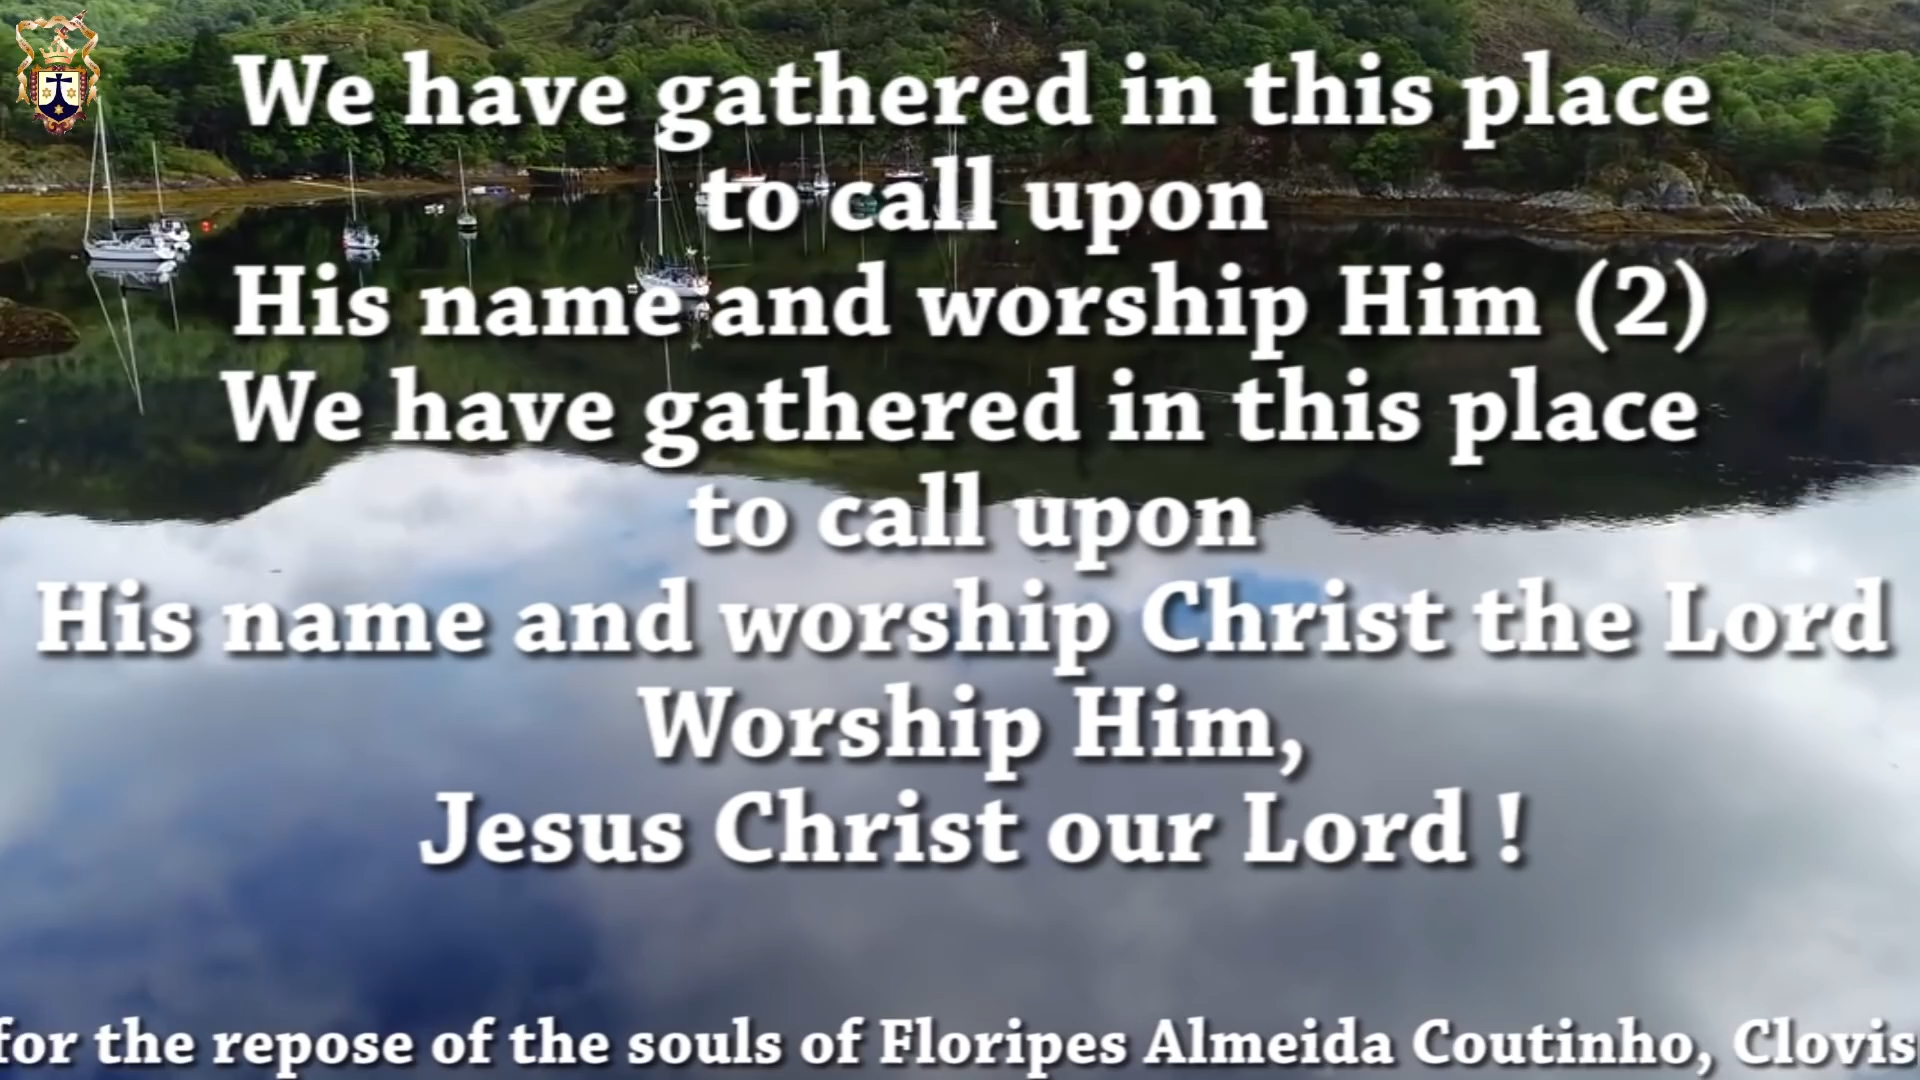 We have gathered in this place
to call upon
His name and worship Him (2)
We have gathered in this place
to call upon
His name and worship Christ the Lord
Worship Him,
Jesus Christ our Lord !
for the repose of the souls of Floripes Almeida Coutinho, Clovis